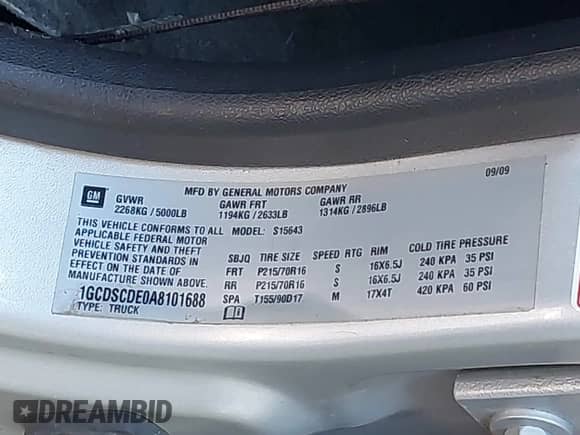 09/09
MFD BY GENERAL MOTORS COMPANY
GM GVWR GAWR FRT GAWR RR
2268KG / 5000LB 1194KG / 2633LB 1314KG / 2896LB
THIS VEHICLE CONFORMS TO ALL MODEL: S15643
APPLICABLE FEDERAL MOTOR
VEHICLE SAFETY AND THEFT
PREVENTION STANDARDS IN
EFFECT ON THE DATE OF
MANUFACTURE SHOWN ABOVE.
SBJQ TIRE SIZE SPEED RTG RIM COLD TIRE PRESSURE
FRT P215/70R16 S 16X6.5J 240 KPA 35 PSI
RR P215/70R16 S 16X6.5J 240 KPA 35 PSI
SPA T155/90D17 M 17X4T 420 KPA 60 PSI
1GCDSCDE0A8101688
TYPE: TRUCK
DREAMBID